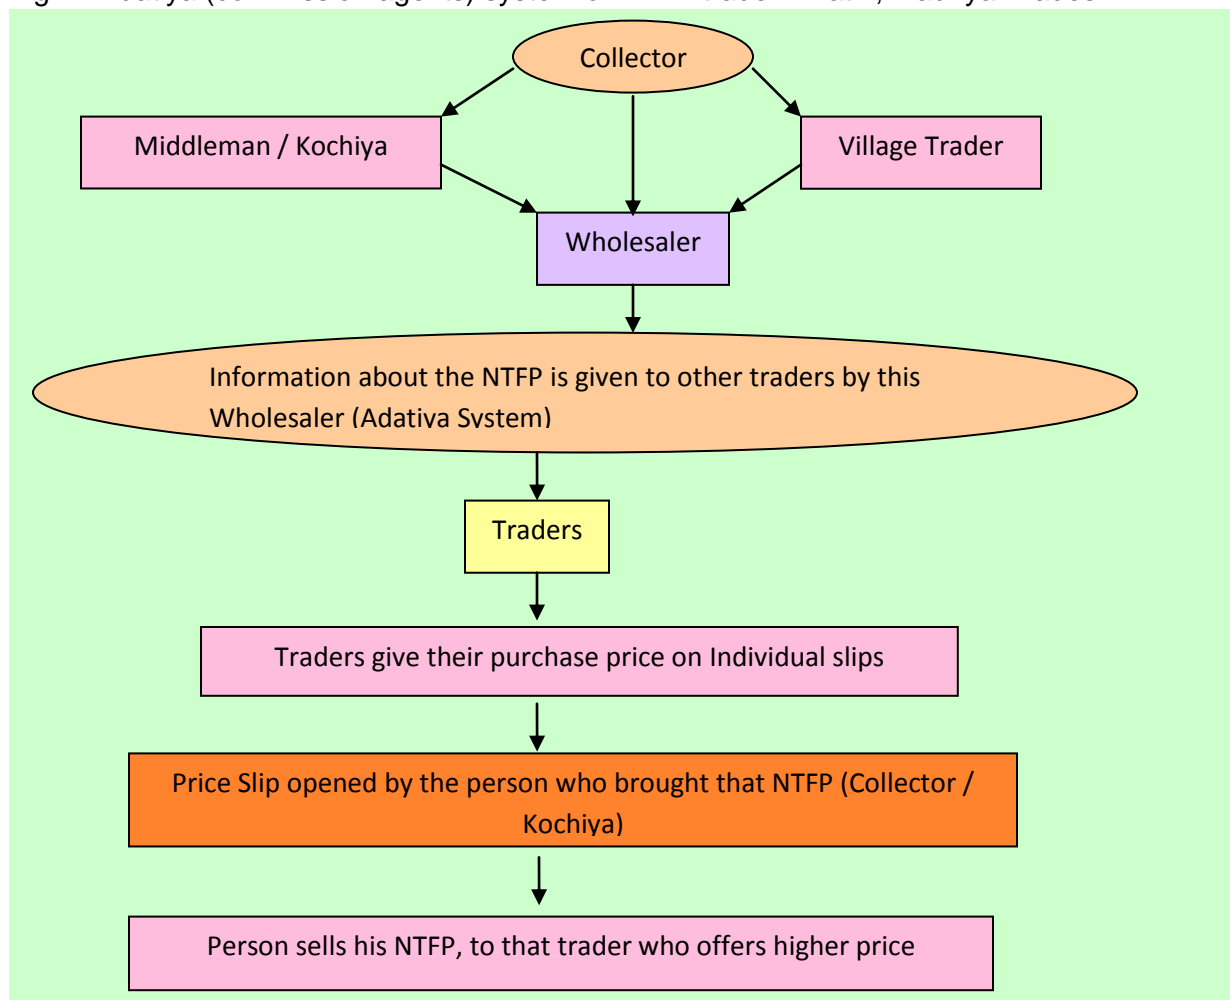 Collector
Middleman / Kochiya
Village Trader
Wholesaler
Information about the NTFP is given to other traders by this
Wholesaler (Adatiya System)
Traders
Traders give their purchase price on Individual slips
Price Slip opened by the person who brought that NTFP (Collector /
Kochiya)
Person sells his NTFP, to that trader who offers higher price